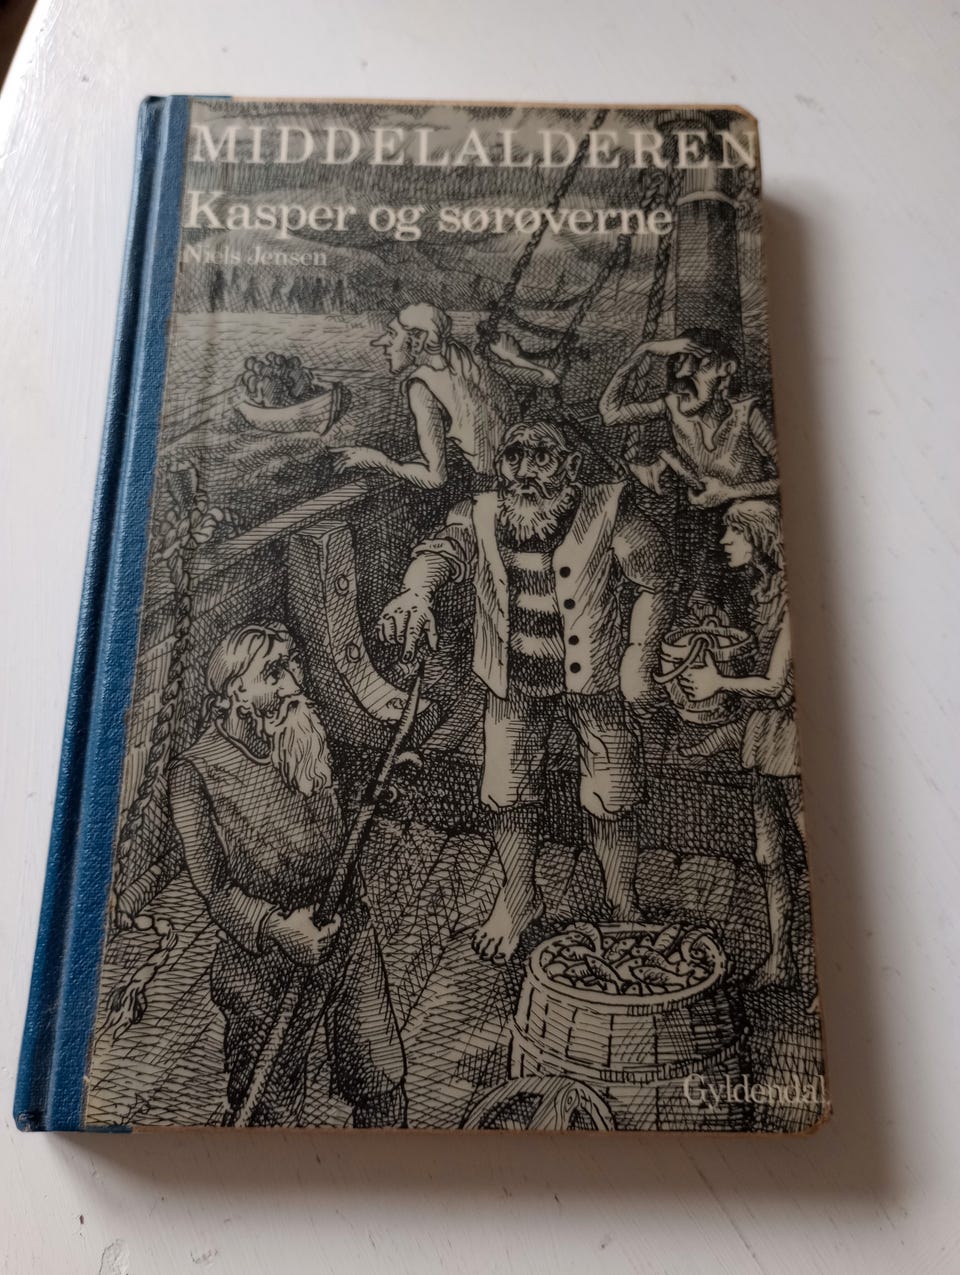 MIDDELALDEREN
Kasper og sørøverne
Niels Jensen
Gyldendal